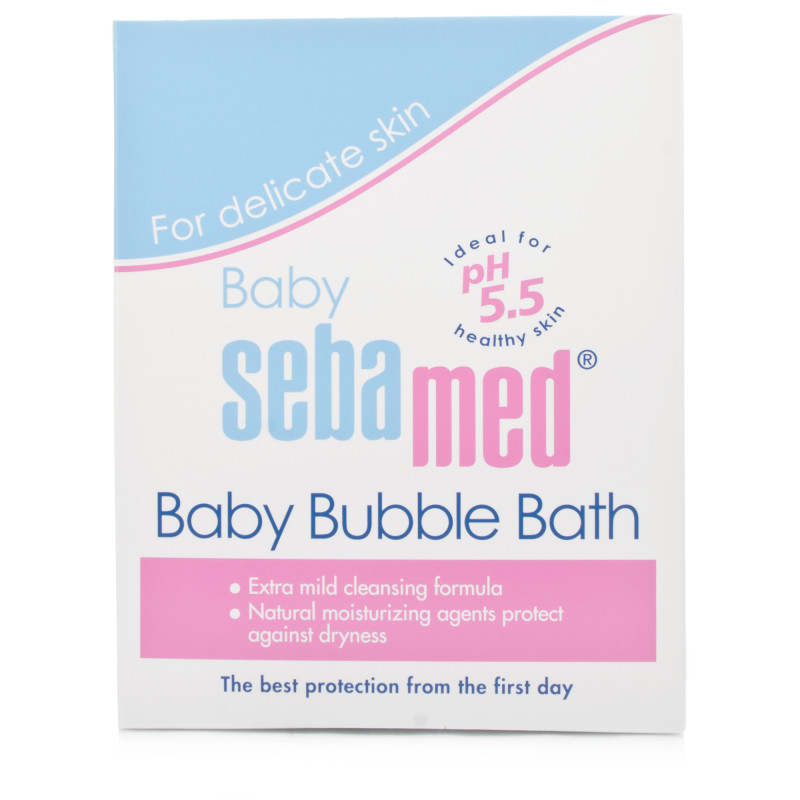 For delicate skin
Baby
sebamed®
Ideal for
pH
5.5
healthy skin
Baby Bubble Bath
• Extra mild cleansing formula
• Natural moisturizing agents protect
against dryness
The best protection from the first day